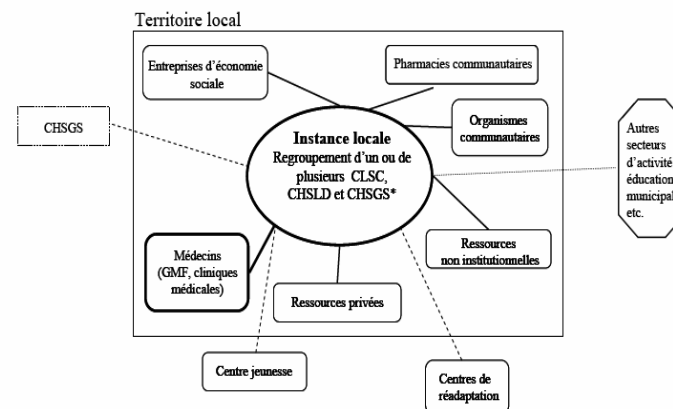 Territoire local
Entreprises d'économie
sociale
Pharmacies communautaires
CHSGS
Organismes
communautaires
Autres
secteurs
d'activité
éducation
municipal
etc.
Instance locale
Regroupement d'un ou de
plusieurs CLSC,
CHSLD et CHSGS*
Médecins
(GMF, cliniques
médicales)
Ressources
non institutionnelles
Ressources privées
Centre jeunesse
Centres de
réadaptation